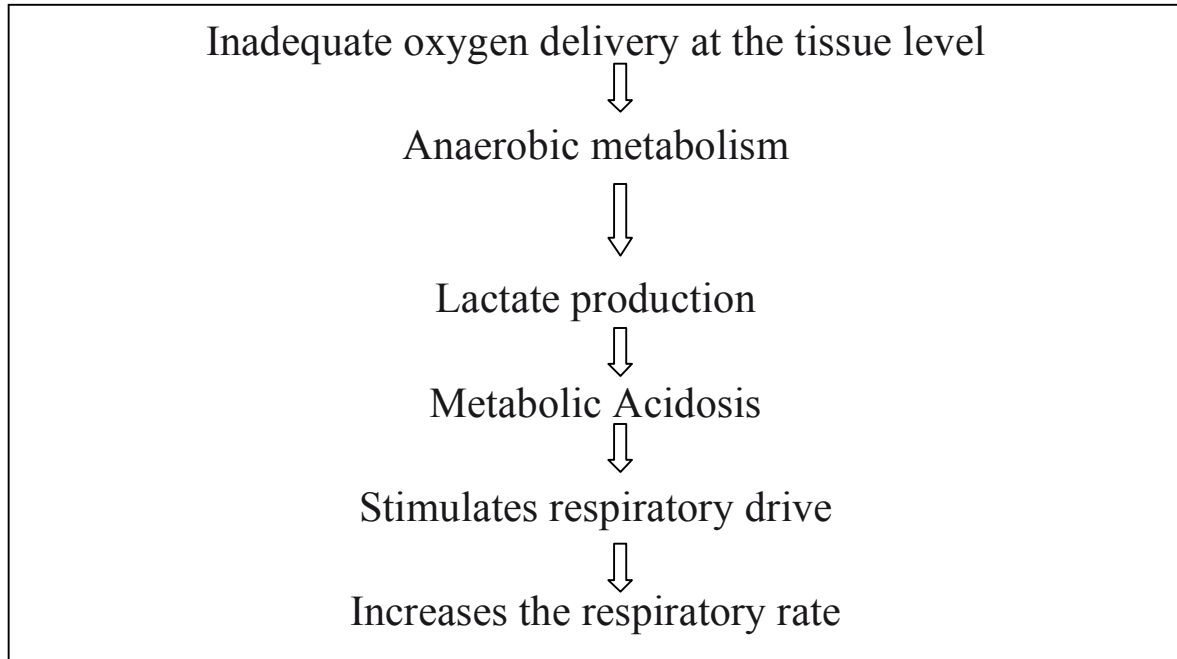 Inadequate oxygen delivery at the tissue level
Anaerobic metabolism
Lactate production
Metabolic Acidosis
Stimulates respiratory drive
Increases the respiratory rate